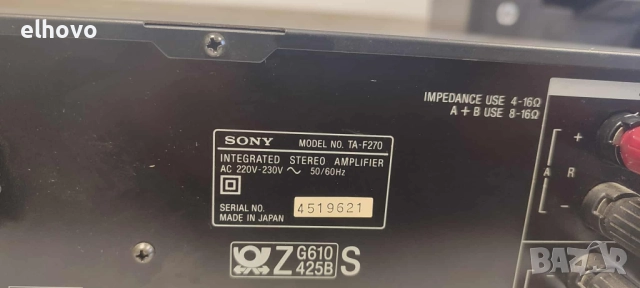 elhovo
IMPEDANCE USE 4-16Ω
A + B USE 8-16Ω
SONY MODEL NO. TA-F270
INTEGRATED STEREO AMPLIFIER
AC 220V-230V ~ 50/60Hz
SERIAL NO. 4519621
MADE IN JAPAN
+
A R
−
Z G610 S
425B
BAZAR